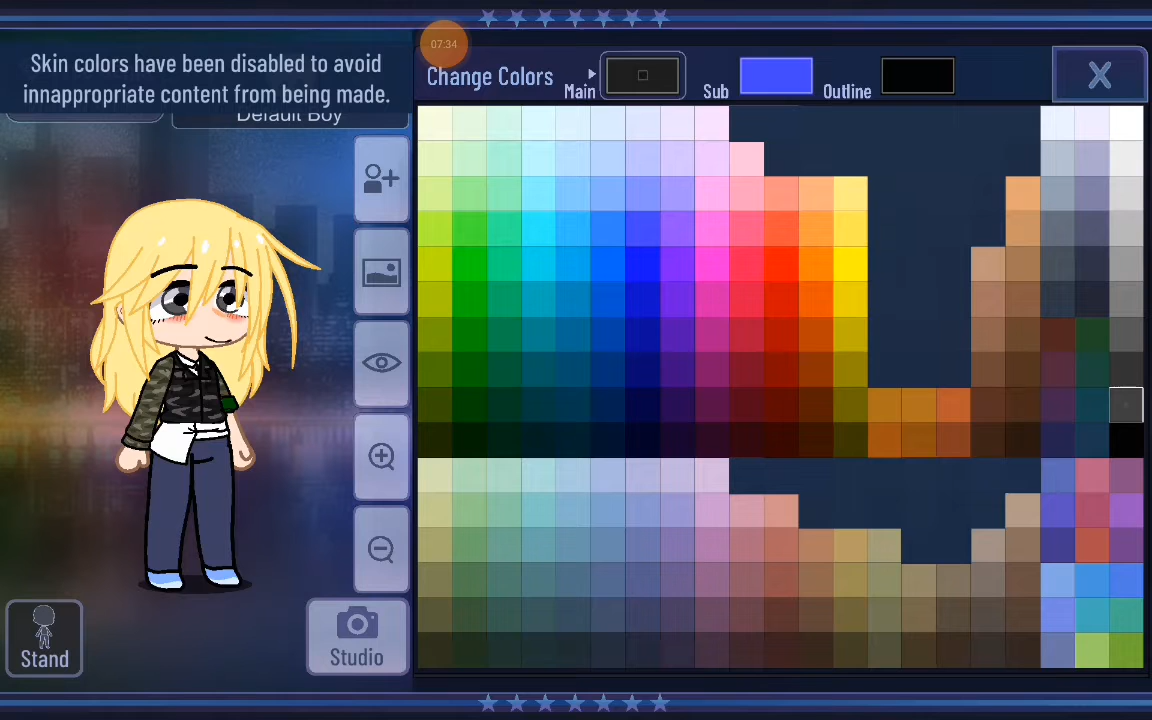 07:34
Skin colors have been disabled to avoid
innappropriate content from being made.
Default Boy
Change Colors
Main
Sub
Outline
X
Stand
Studio